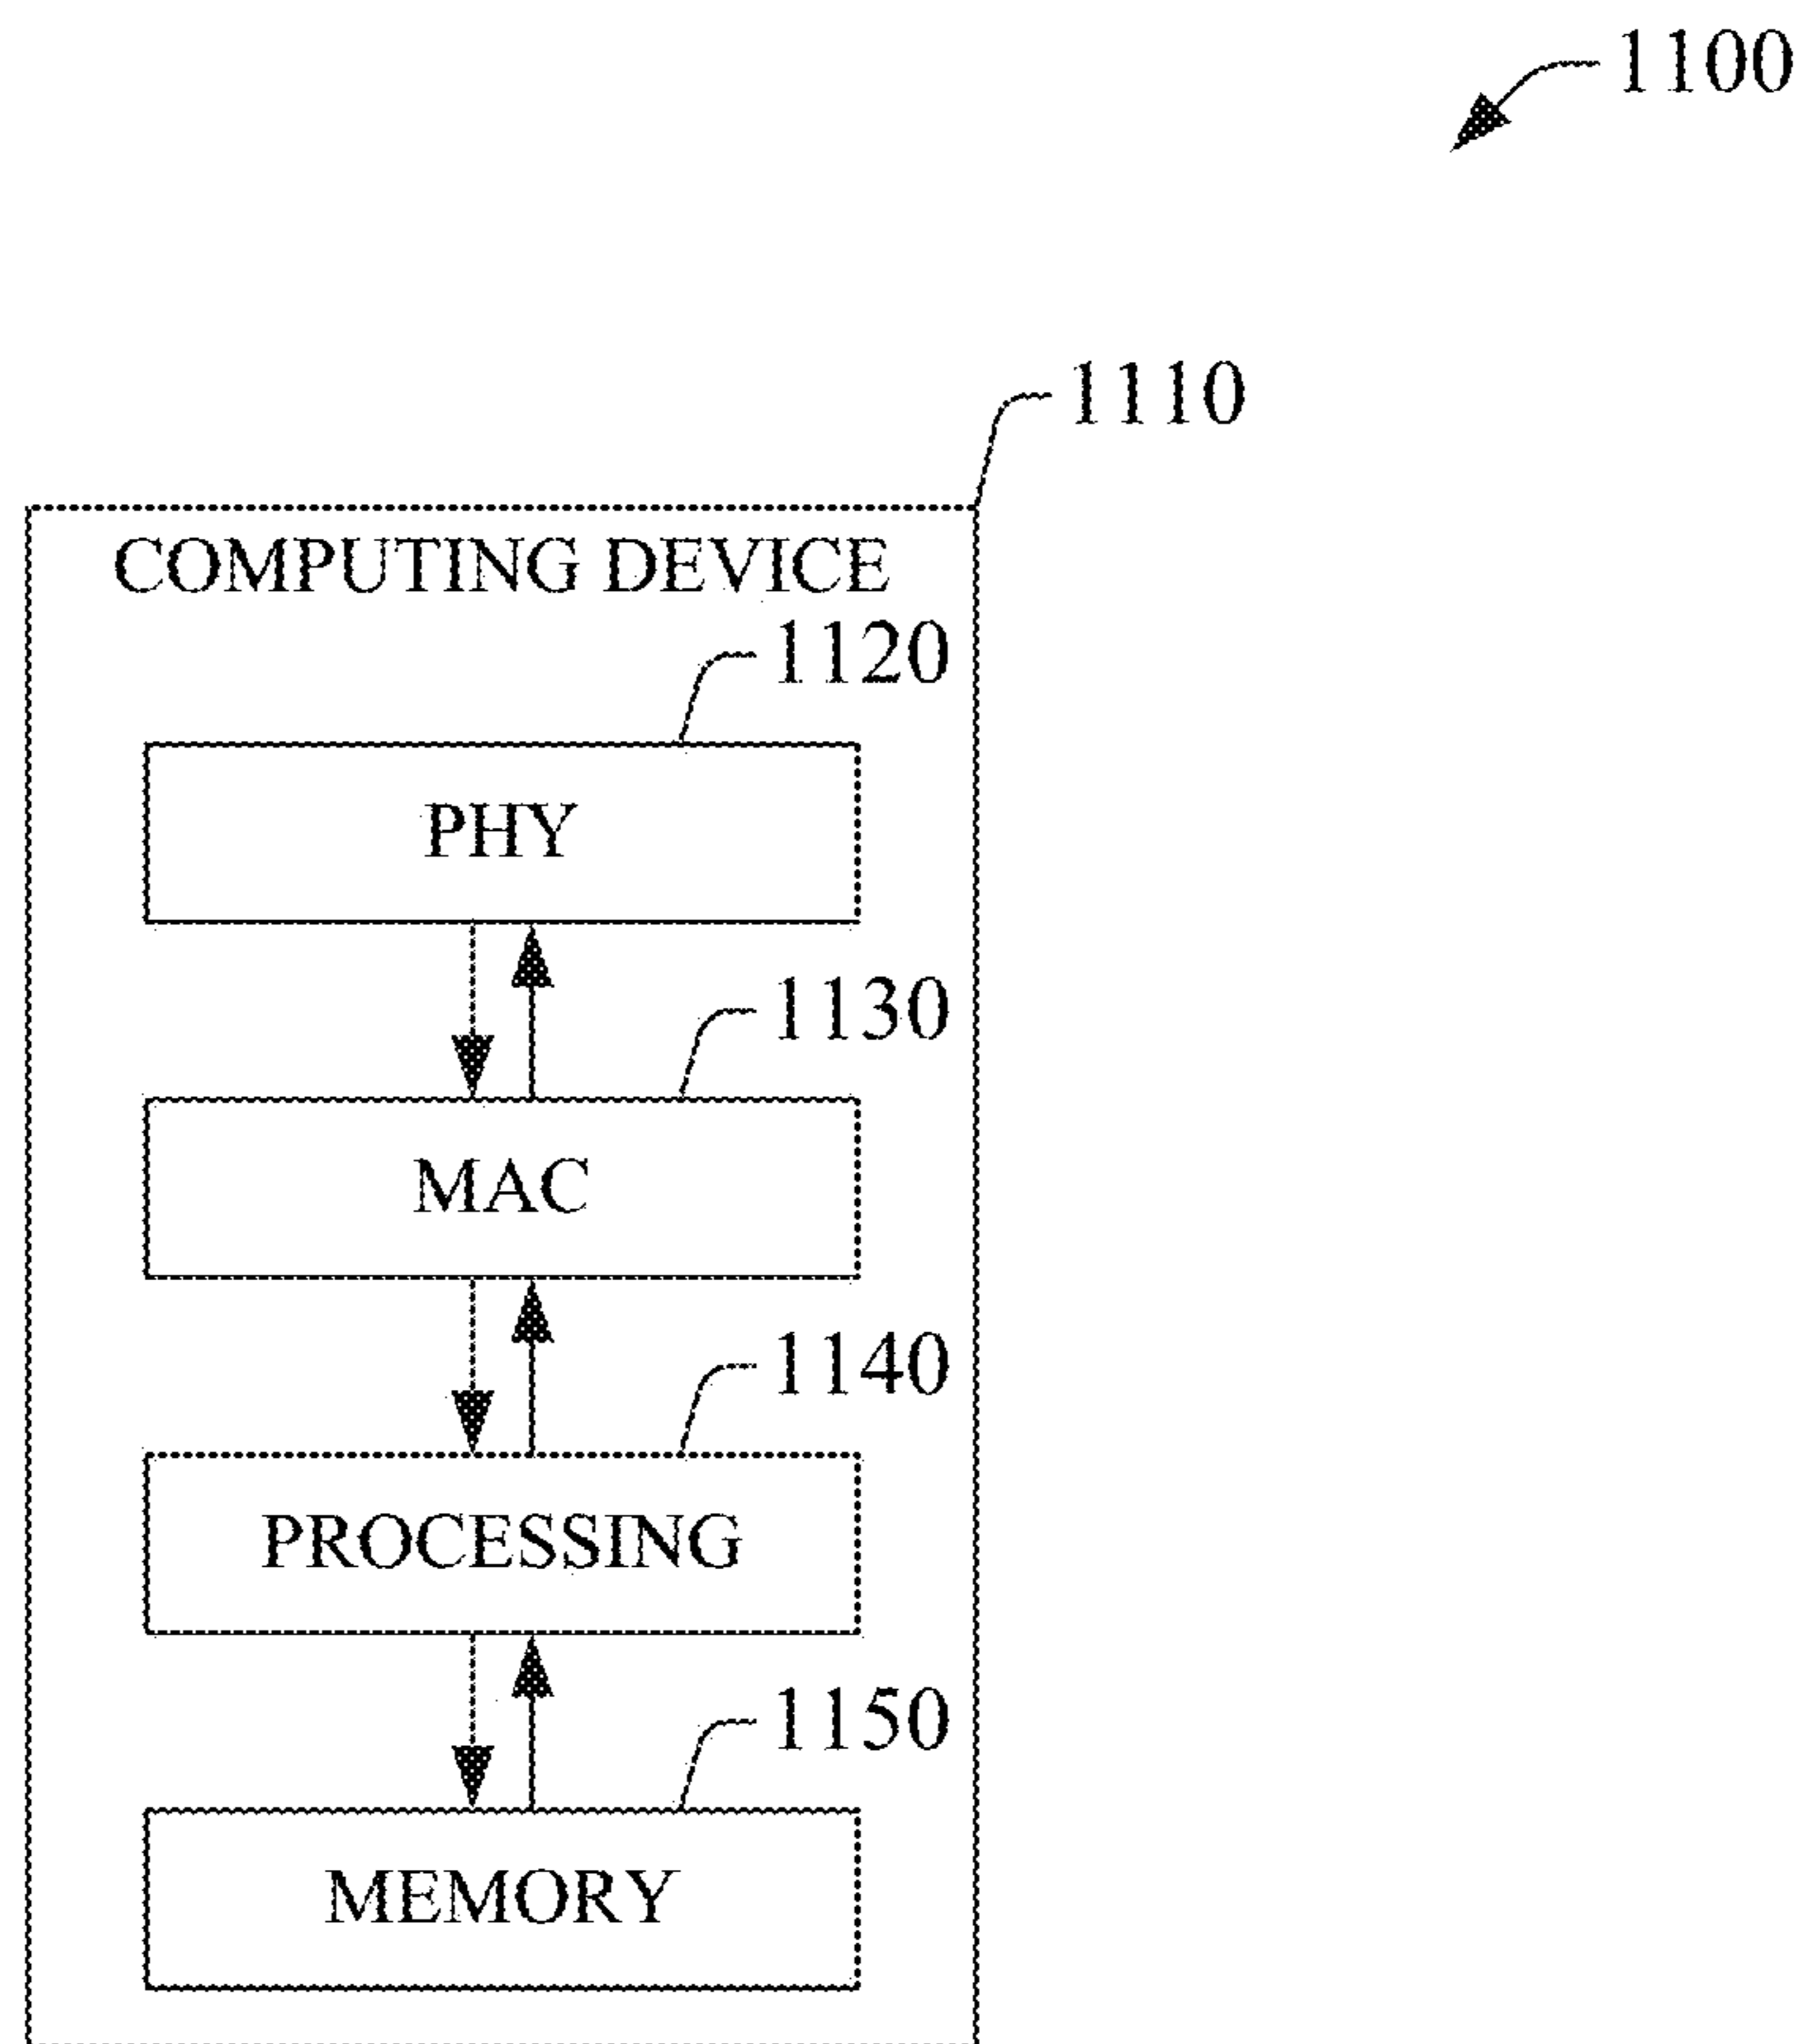 1100
1110
COMPUTING DEVICE
1120
PHY
1130
MAC
1140
PROCESSING
1150
MEMORY